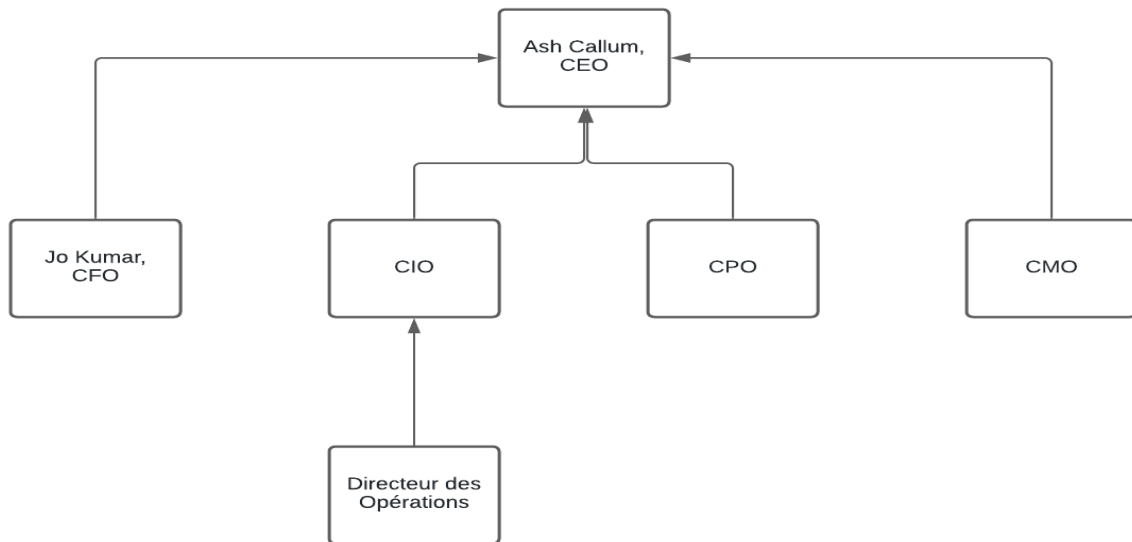 Ash Callum,
CEO
Jo Kumar,
CFO
CIO
CPO
CMO
Directeur des
Opérations